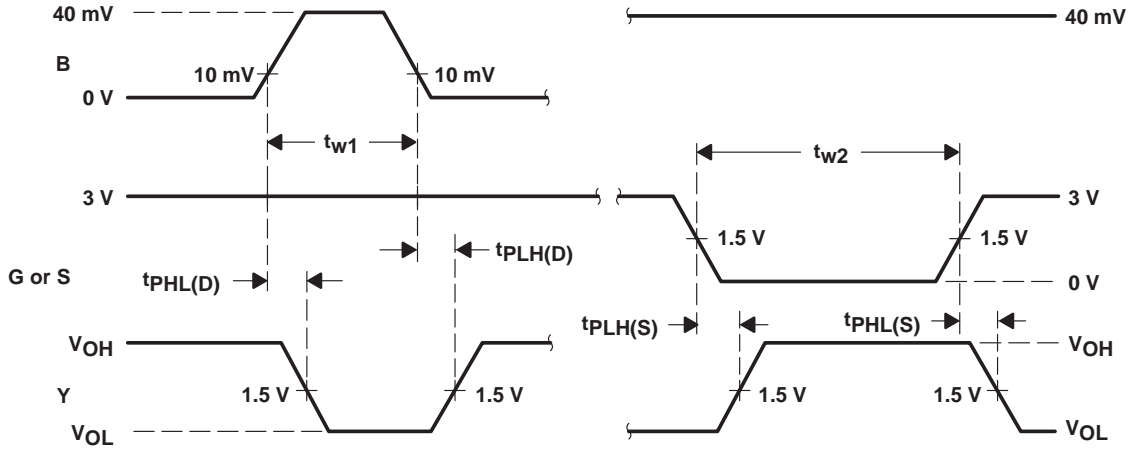 40 mV
40 mV
B
10 mV
10 mV
0 V
tw1
tw2
3 V
3 V
1.5 V
1.5 V
tPLH(D)
G or S
tPHL(D)
0 V
tPLH(S)
tPHL(S)
VOH
VOH
Y
1.5 V
1.5 V
1.5 V
1.5 V
VOL
VOL